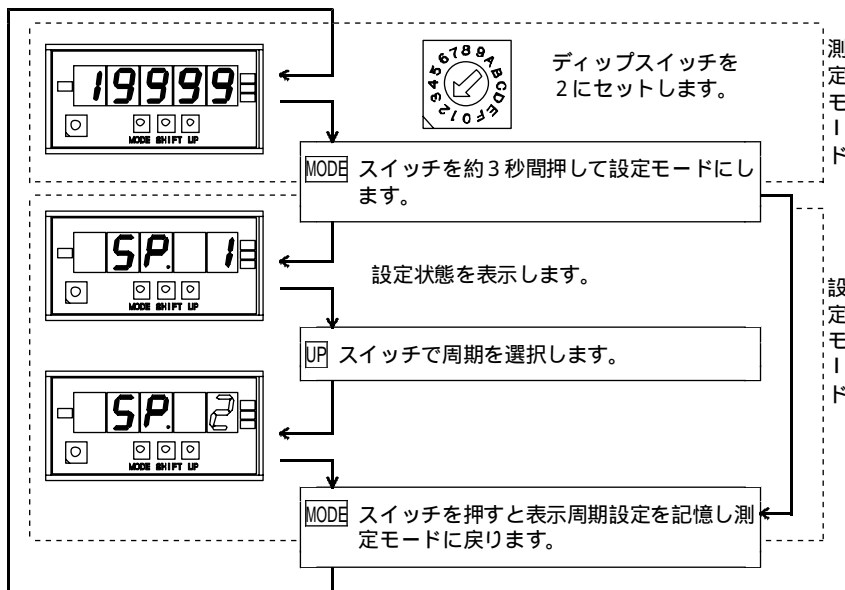 19999
MODE SHIFT UP
0123456789ABCDEF
ディップスイッチを
2にセットします。
測定モード
MODE スイッチを約3秒間押して設定モードにし
ます。
SP. 1
MODE SHIFT UP
設定状態を表示します。
設定モード
UP スイッチで周期を選択します。
SP. 2
MODE SHIFT UP
MODE スイッチを押すと表示周期設定を記憶し測
定モードに戻ります。